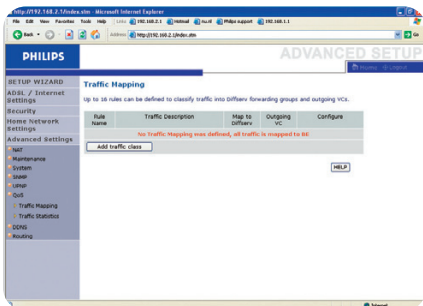 http://192.168.2.1/index.stm - Microsoft Internet Explorer
File Edit View Favorites Tools Help Links 192.168.2.1 Hotmail nu.nl Philips support 192.168.1.1
Back
Address http://192.168.2.1/index.stm Go
PHILIPS
ADVANCED SETUP
Home Logout
SETUP WIZARD
ADSL / Internet Settings
Security
Home Network Settings
Advanced Settings
NAT
Maintenance
System
SNMP
UPNP
QoS
Traffic Mapping
Traffic Statistics
DDNS
Routing
Traffic Mapping
Up to 16 rules can be defined to classify traffic into Diffserv forwarding groups and outgoing VCs.
Rule Name Traffic Description Map to Diffserv Outgoing VC Configure
No Traffic Mapping was defined, all traffic is mapped to BE
Add traffic class
HELP
Internet